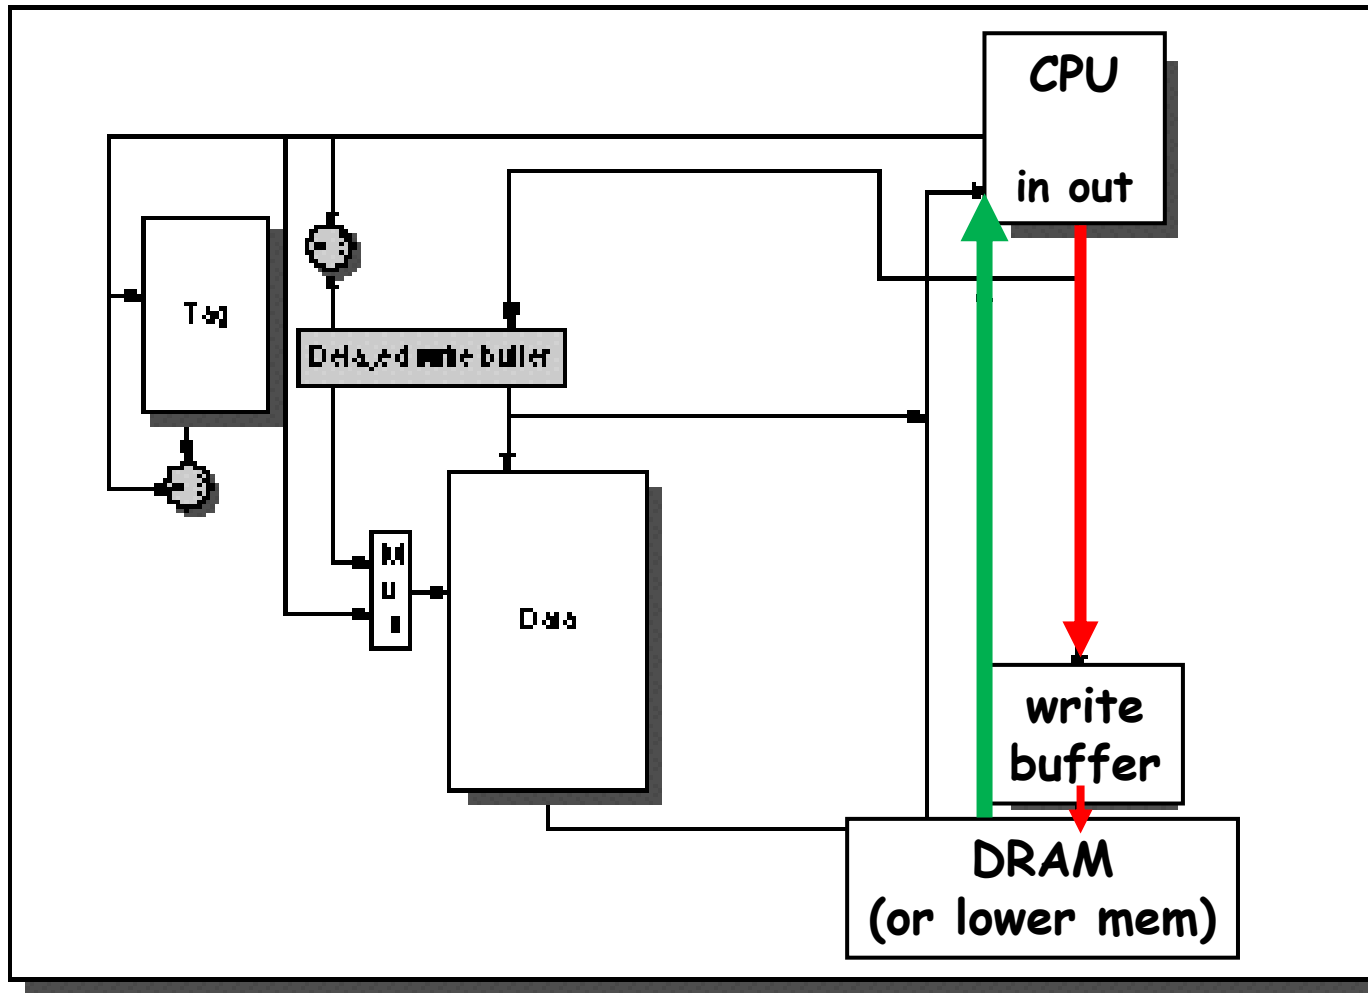 CPU
in out
Tag
Delayed write buffer
M
u
Data
write
buffer
DRAM
(or lower mem)